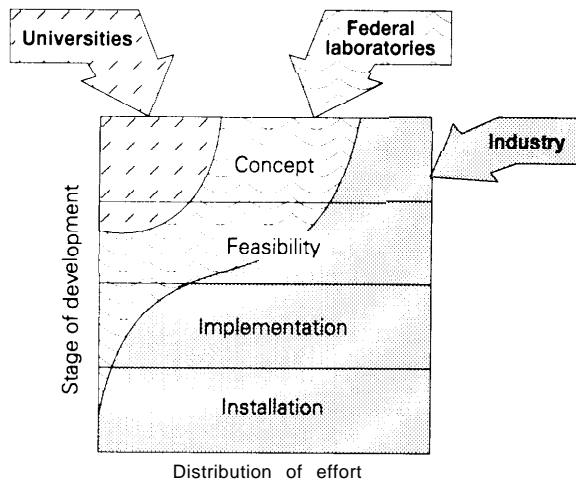 Universities
Federal
laboratories
Industry
Concept
Feasibility
Implementation
Installation
Stage of development
Distribution of effort